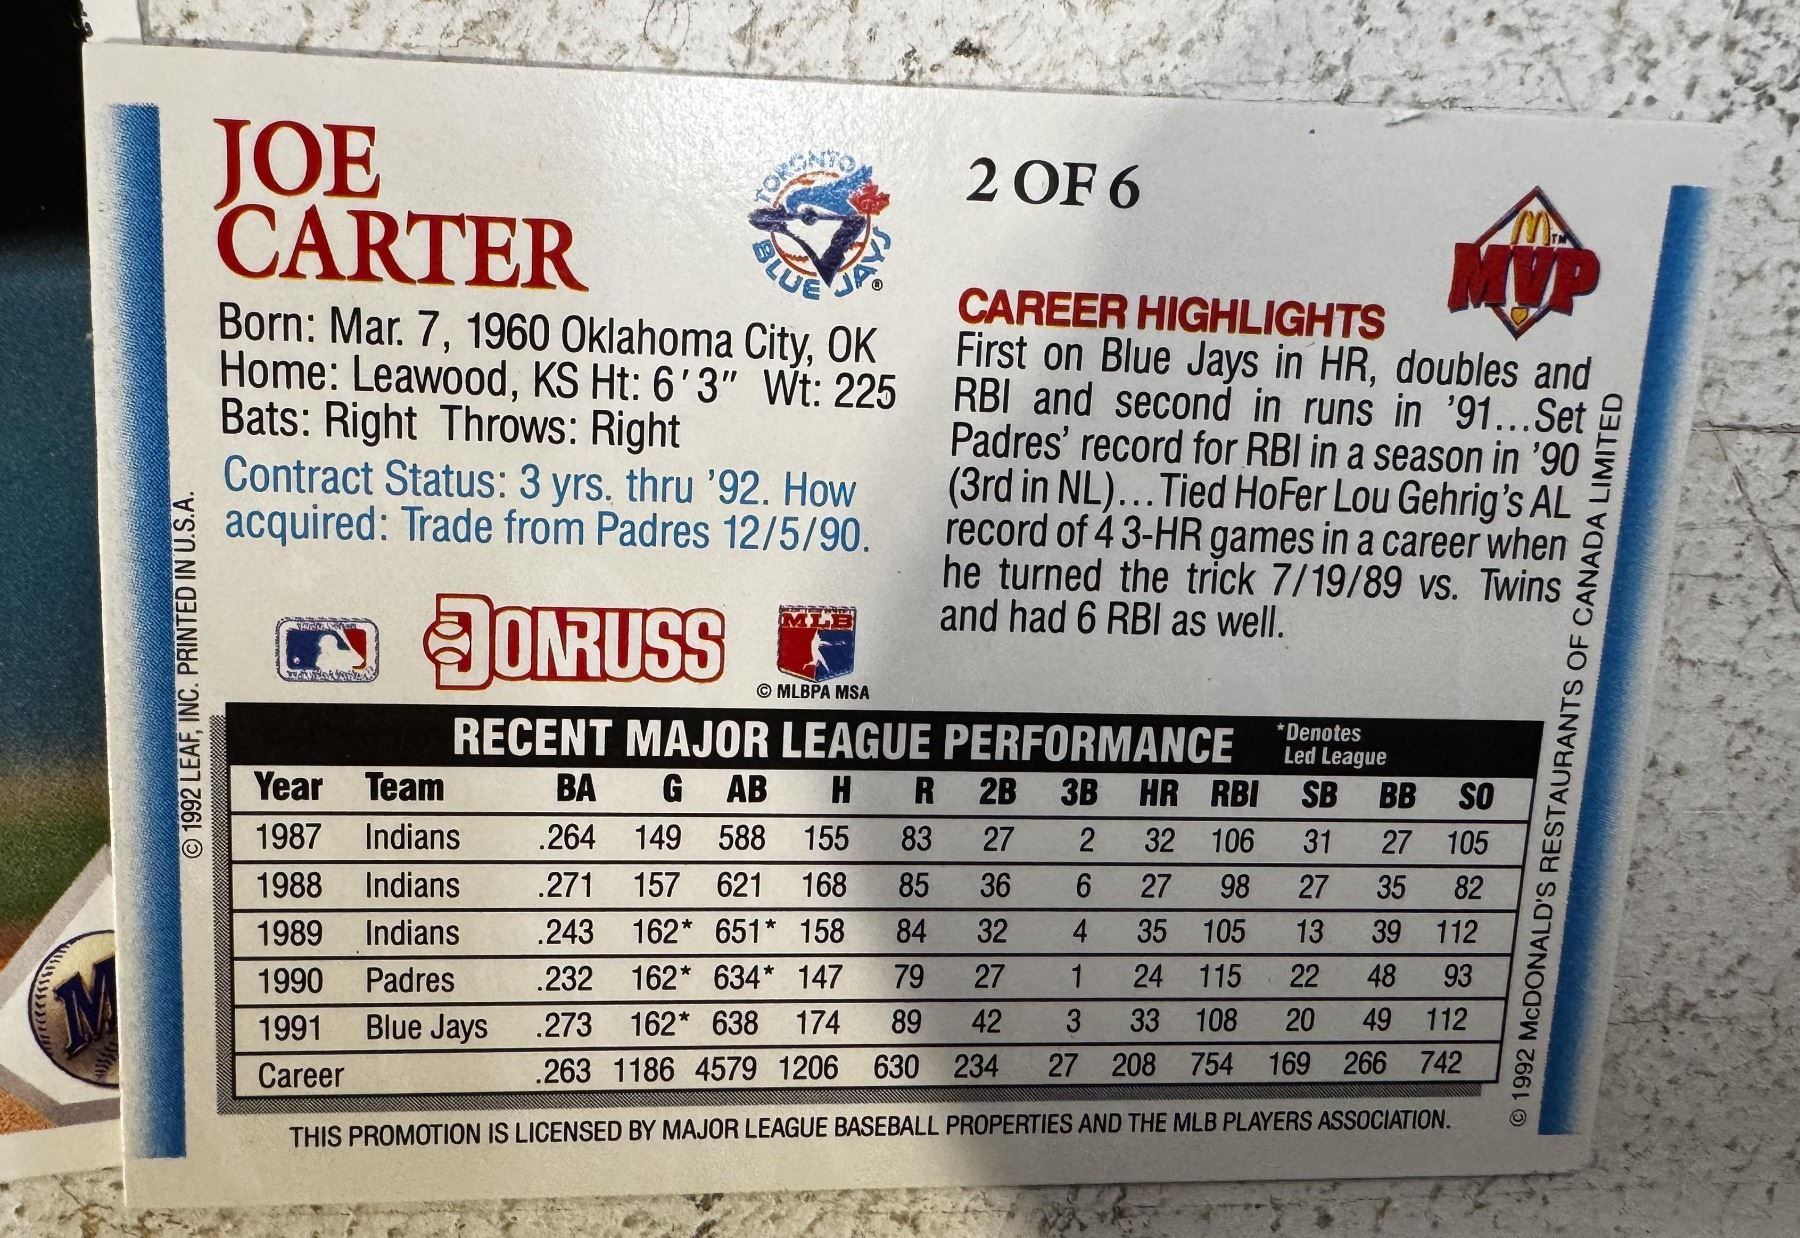 JOE
CARTER
TORONTO
BLUE JAYS®
Born: Mar. 7, 1960 Oklahoma City, OK
Home: Leawood, KS Ht: 6'3" Wt: 225
Bats: Right Throws: Right
Contract Status: 3 yrs. thru '92. How
acquired: Trade from Padres 12/5/90.
DONRUSS
MLB
© MLBPA MSA
2 OF 6
M™
MVP
CAREER HIGHLIGHTS
First on Blue Jays in HR, doubles and
RBI and second in runs in '91...Set
Padres' record for RBI in a season in '90
(3rd in NL)...Tied HoFer Lou Gehrig's AL
record of 4 3-HR games in a career when
he turned the trick 7/19/89 vs. Twins
and had 6 RBI as well.
RECENT MAJOR LEAGUE PERFORMANCE
*Denotes
Led League
Year Team BA G AB H R 2B 3B HR RBI SB BB SO
1987 Indians .264 149 588 155 83 27 2 32 106 31 27 105
1988 Indians .271 157 621 168 85 36 6 27 98 27 35 82
1989 Indians .243 162* 651* 158 84 32 4 35 105 13 39 112
1990 Padres .232 162* 634* 147 79 27 1 24 115 22 48 93
1991 Blue Jays .273 162* 638 174 89 42 3 33 108 20 49 112
Career .263 1186 4579 1206 630 234 27 208 754 169 266 742
THIS PROMOTION IS LICENSED BY MAJOR LEAGUE BASEBALL PROPERTIES AND THE MLB PLAYERS ASSOCIATION.
© 1992 LEAF, INC. PRINTED IN U.S.A.
© 1992 McDONALD'S RESTAURANTS OF CANADA LIMITED
M